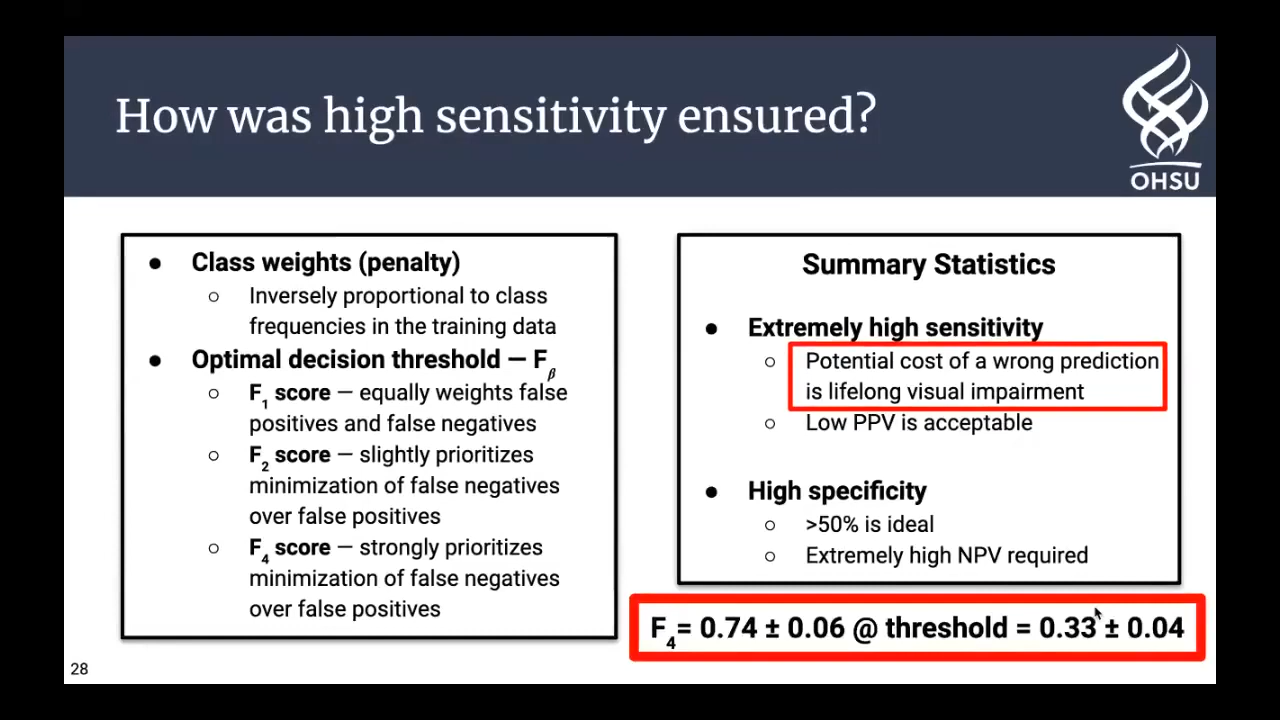 How was high sensitivity ensured?
OHSU
● Class weights (penalty)
○ Inversely proportional to class
frequencies in the training data
● Optimal decision threshold — Fβ
○ F1 score — equally weights false
positives and false negatives
○ F2 score — slightly prioritizes
minimization of false negatives
over false positives
○ F4 score — strongly prioritizes
minimization of false negatives
over false positives
Summary Statistics
● Extremely high sensitivity
○ Potential cost of a wrong prediction
is lifelong visual impairment
○ Low PPV is acceptable
● High specificity
○ >50% is ideal
○ Extremely high NPV required
F4= 0.74 ± 0.06 @ threshold = 0.33 ± 0.04
28